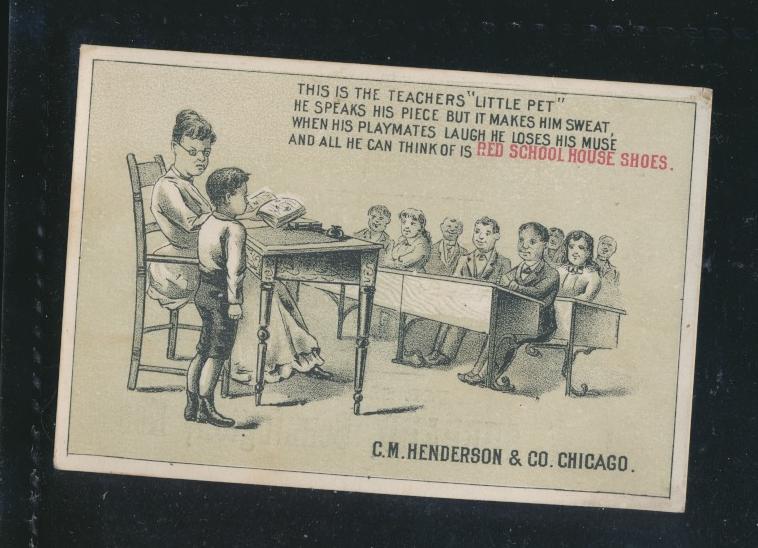 THIS IS THE TEACHERS "LITTLE PET"
HE SPEAKS HIS PIECE BUT IT MAKES HIM SWEAT,
WHEN HIS PLAYMATES LAUGH HE LOSES HIS MUSE
AND ALL HE CAN THINK OF IS RED SCHOOL HOUSE SHOES.
C.M. HENDERSON & CO. CHICAGO.